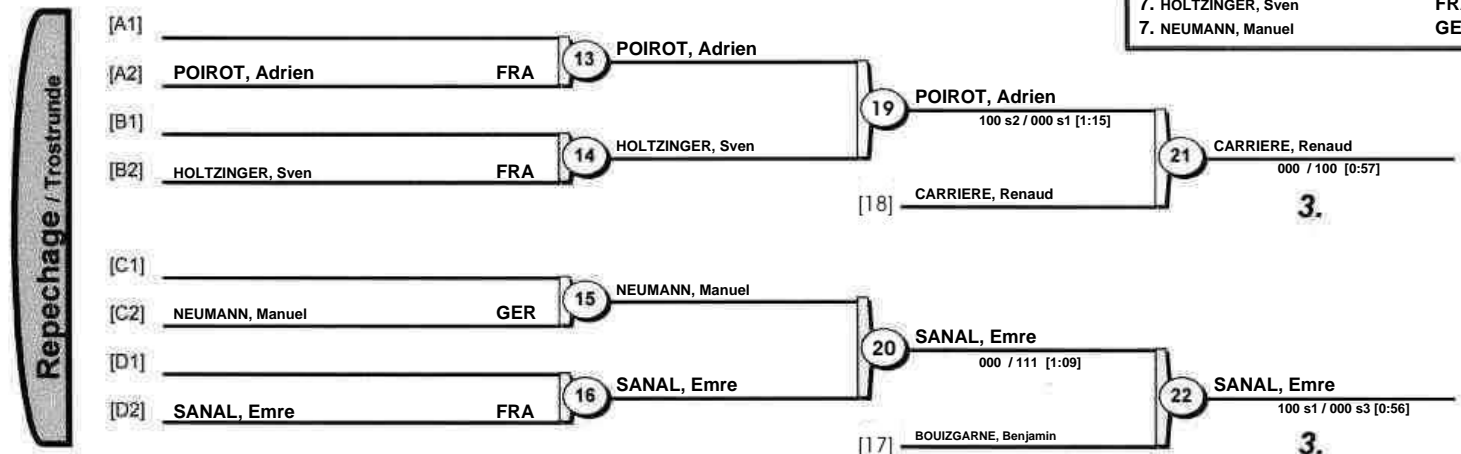 7. HOLTZINGER, Sven FRA
7. NEUMANN, Manuel GE
Repechage / Trostrunde
[A1]
[A2] POIROT, Adrien FRA
13 POIROT, Adrien
[B1]
[B2] HOLTZINGER, Sven FRA
14 HOLTZINGER, Sven
19 POIROT, Adrien
100 s2 / 000 s1 [1:15]
[18] CARRIERE, Renaud
21 CARRIERE, Renaud
000 / 100 [0:57]
3.
[C1]
[C2] NEUMANN, Manuel GER
15 NEUMANN, Manuel
[D1]
[D2] SANAL, Emre FRA
16 SANAL, Emre
20 SANAL, Emre
000 / 111 [1:09]
[17] BOUIZGARNE, Benjamin
22 SANAL, Emre
100 s1 / 000 s3 [0:56]
3.